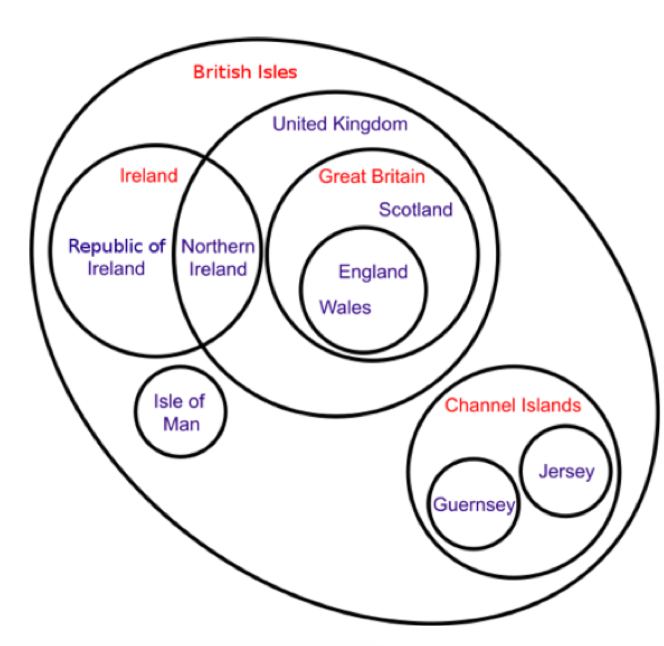 British Isles
United Kingdom
Ireland
Great Britain
Scotland
Republic of
Ireland
Northern
Ireland
England
Wales
Isle of
Man
Channel Islands
Jersey
Guernsey